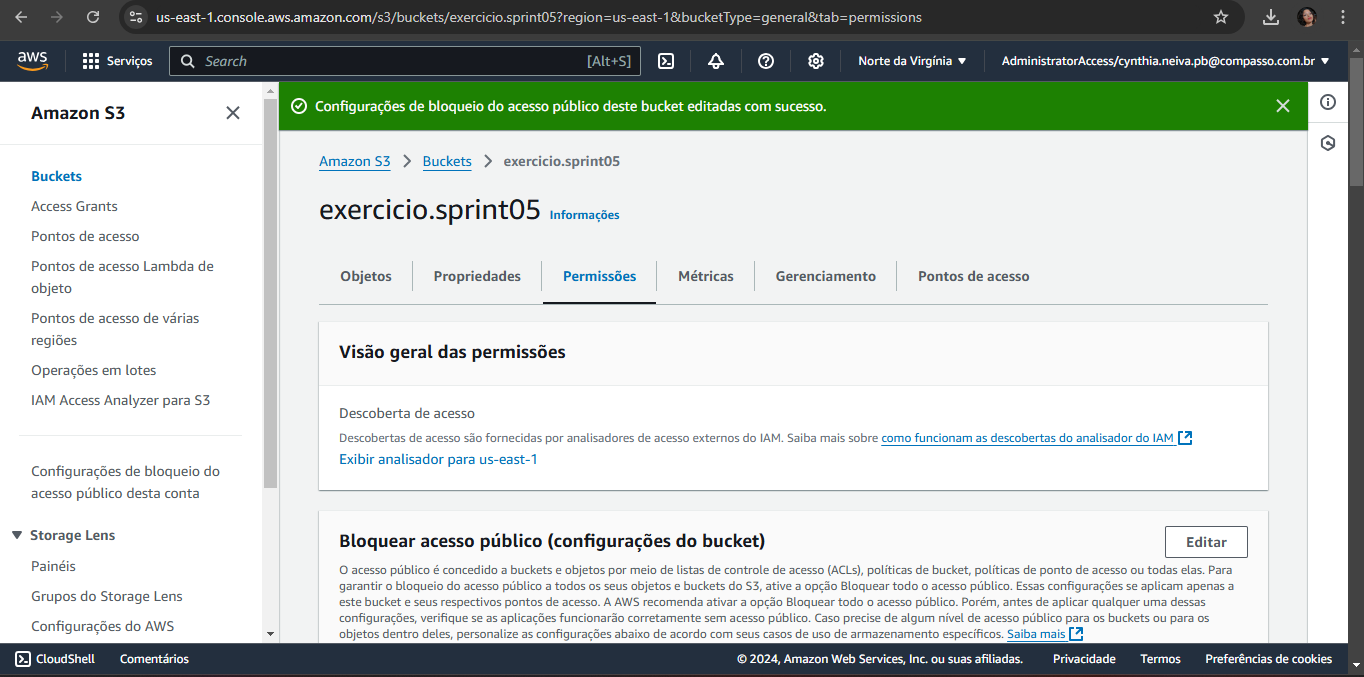 us-east-1.console.aws.amazon.com/s3/buckets/exercicio.sprint05?region=us-east-1&bucketType=general&tab=permissions
aws
Serviços
Search
[Alt+S]
Norte da Virgínia
AdministratorAccess/cynthia.neiva.pb@compasso.com.br
Amazon S3
Buckets
Access Grants
Pontos de acesso
Pontos de acesso Lambda de
objeto
Pontos de acesso de várias
regiões
Operações em lotes
IAM Access Analyzer para S3
Configurações de bloqueio do
acesso público desta conta
Storage Lens
Painéis
Grupos do Storage Lens
Configurações do AWS
Configurações de bloqueio do acesso público deste bucket editadas com sucesso.
Amazon S3 > Buckets > exercicio.sprint05
exercicio.sprint05 Informações
Objetos
Propriedades
Permissões
Métricas
Gerenciamento
Pontos de acesso
Visão geral das permissões
Descoberta de acesso
Descobertas de acesso são fornecidas por analisadores de acesso externos do IAM. Saiba mais sobre como funcionam as descobertas do analisador do IAM
Exibir analisador para us-east-1
Bloquear acesso público (configurações do bucket)
Editar
O acesso público é concedido a buckets e objetos por meio de listas de controle de acesso (ACLs), políticas de bucket, políticas de ponto de acesso ou todas elas. Para
garantir o bloqueio do acesso público a todos os seus objetos e buckets do S3, ative a opção Bloquear todo o acesso público. Essas configurações se aplicam apenas a
este bucket e seus respectivos pontos de acesso. A AWS recomenda ativar a opção Bloquear todo o acesso público. Porém, antes de aplicar qualquer uma dessas
configurações, verifique se as aplicações funcionarão corretamente sem acesso público. Caso precise de algum nível de acesso público para os buckets ou para os
objetos dentro deles, personalize as configurações abaixo de acordo com seus casos de uso de armazenamento específicos. Saiba mais
CloudShell
Comentários
© 2024, Amazon Web Services, Inc. ou suas afiliadas.
Privacidade
Termos
Preferências de cookies